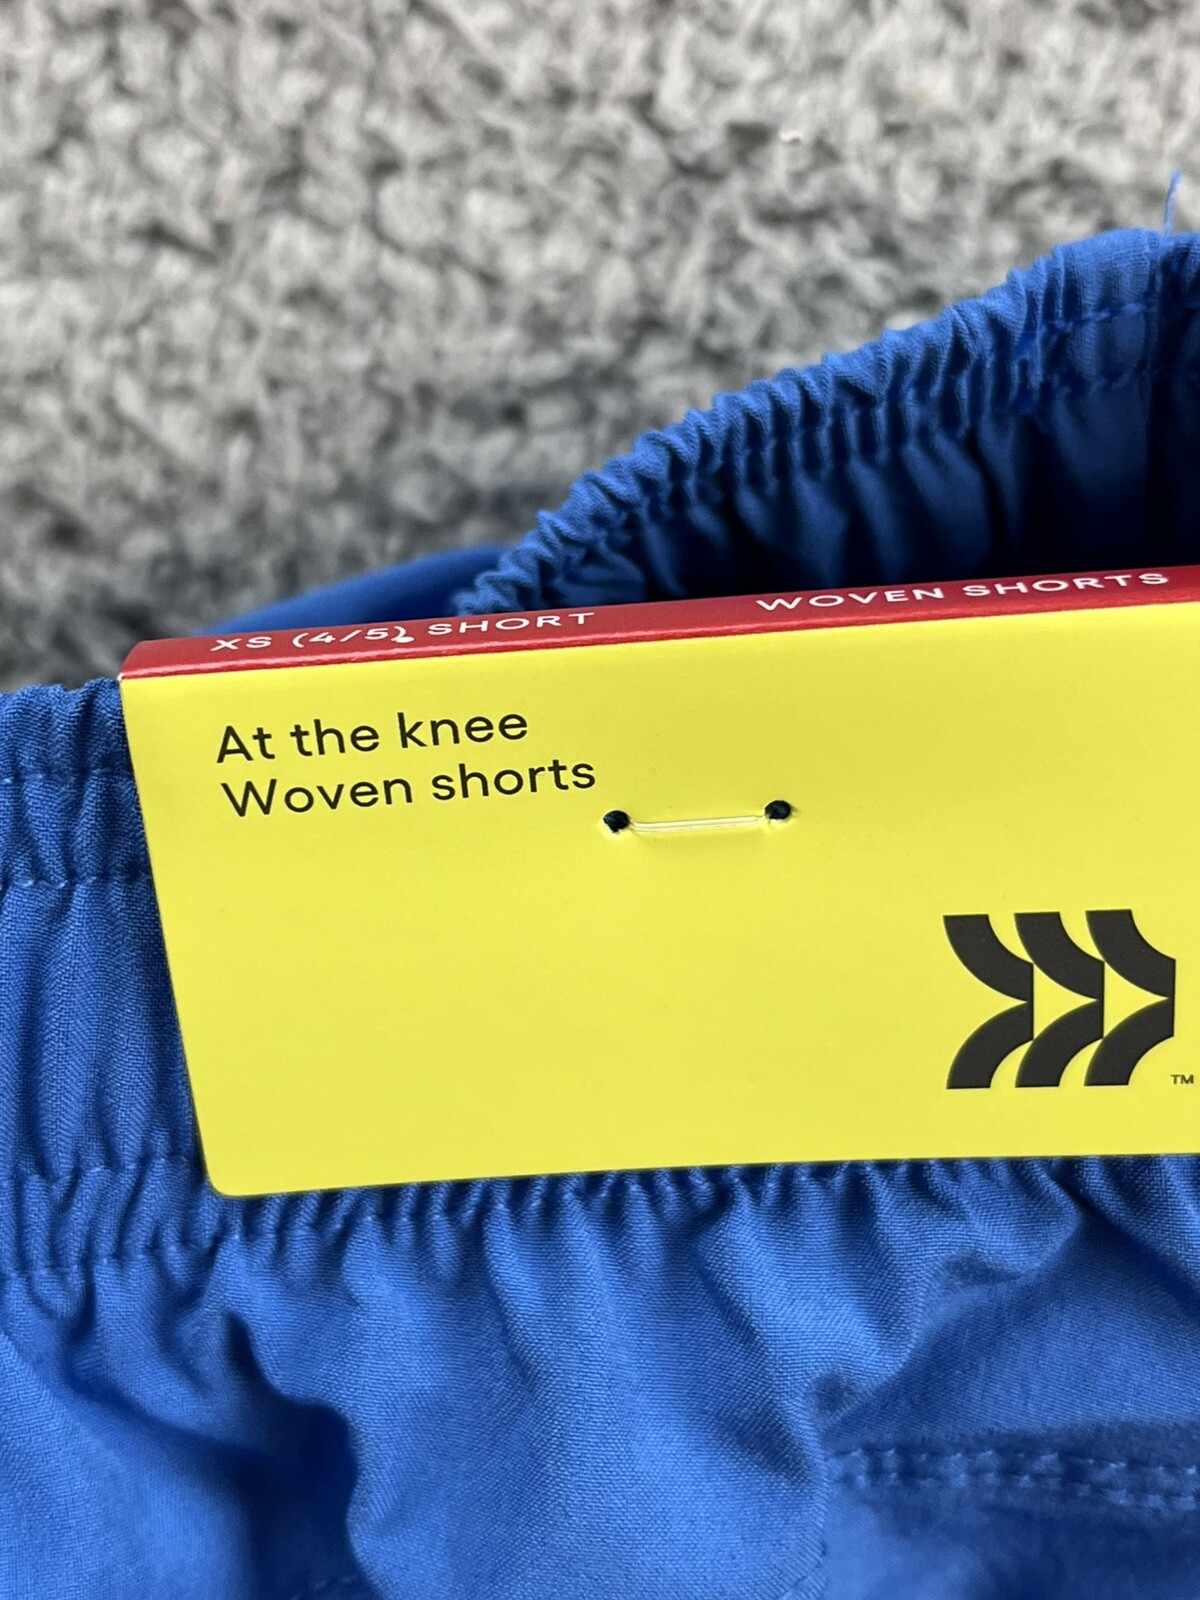 XS (4/5) SHORT WOVEN SHORTS
At the knee
Woven shorts
TM